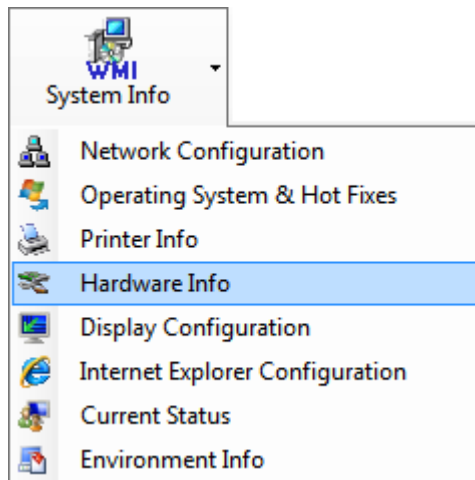 WMI
System Info
Network Configuration
Operating System & Hot Fixes
Printer Info
Hardware Info
Display Configuration
Internet Explorer Configuration
Current Status
Environment Info